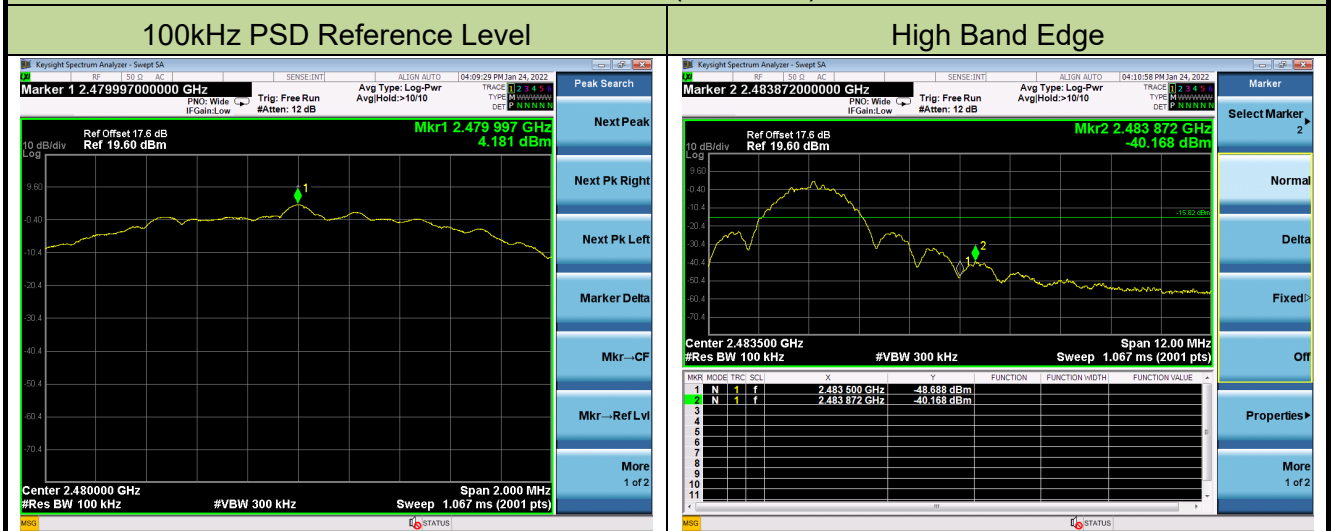 100kHz PSD Reference Level
High Band Edge
Keysight Spectrum Analyzer - Swept SA
RF 50 Ω AC SENSE:INT ALIGN AUTO 04:09:29 PM Jan 24, 2022
Marker 1 2.479997000000 GHz
PNO: Wide
IFGain:Low
Trig: Free Run
#Atten: 12 dB
Avg Type: Log-Pwr
Avg|Hold:>10/10
TRACE 1 2 3 4 5 6
TYPE M W W W W W
DET P N N N N N
Ref Offset 17.6 dB
10 dB/div Ref 19.60 dBm
Log
Mkr1 2.479 997 GHz
4.181 dBm
9.60
-0.40
-10.4
-20.4
-30.4
-40.4
-50.4
-60.4
-70.4
1
Center 2.480000 GHz Span 2.000 MHz
#Res BW 100 kHz #VBW 300 kHz Sweep 1.067 ms (2001 pts)
MSG STATUS
Peak Search
Next Peak
Next Pk Right
Next Pk Left
Marker Delta
Mkr→CF
Mkr→Ref Lvl
More
1 of 2
Keysight Spectrum Analyzer - Swept SA
RF 50 Ω AC SENSE:INT ALIGN AUTO 04:10:58 PM Jan 24, 2022
Marker 2 2.483872000000 GHz
PNO: Wide
IFGain:Low
Trig: Free Run
#Atten: 12 dB
Avg Type: Log-Pwr
Avg|Hold:>10/10
TRACE 1 2 3 4 5 6
TYPE M W W W W W
DET P N N N N N
Ref Offset 17.6 dB
10 dB/div Ref 19.60 dBm
Log
Mkr2 2.483 872 GHz
-40.168 dBm
9.60
-0.40
-10.4
-20.4
-30.4
-40.4
-50.4
-60.4
-70.4
-15.82 dBm
1
2
Center 2.483500 GHz Span 12.00 MHz
#Res BW 100 kHz #VBW 300 kHz Sweep 1.067 ms (2001 pts)
MKR MODE TRC SCL X Y FUNCTION FUNCTION WIDTH FUNCTION VALUE
1 N 1 f 2.483 500 GHz -48.688 dBm
2 N 1 f 2.483 872 GHz -40.168 dBm
3
4
5
6
7
8
9
10
11
MSG STATUS
Marker
Select Marker
2
Normal
Delta
Fixed
Off
Properties
More
1 of 2